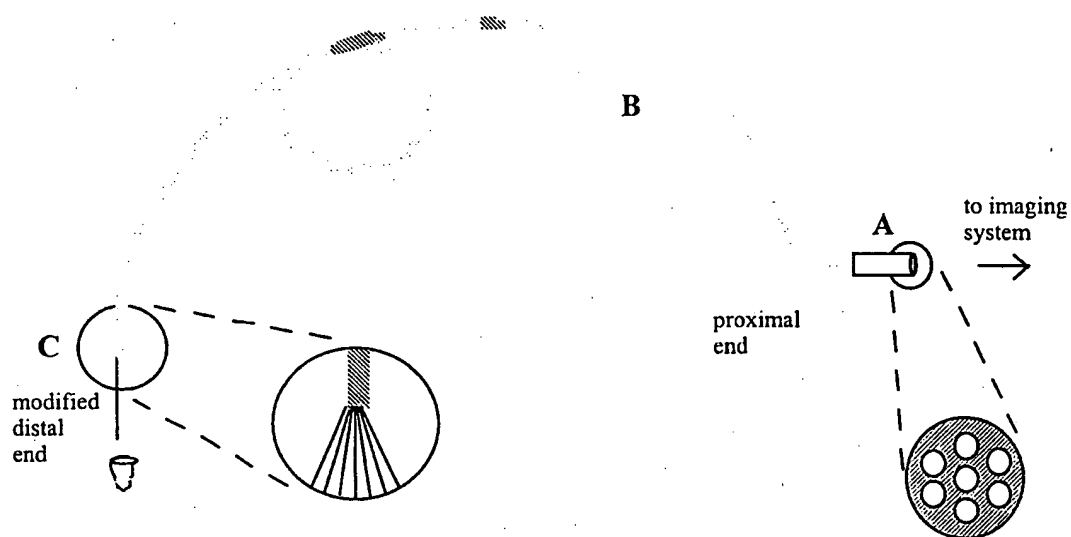 B
A
to imaging
system
proximal
end
C
modified
distal
end